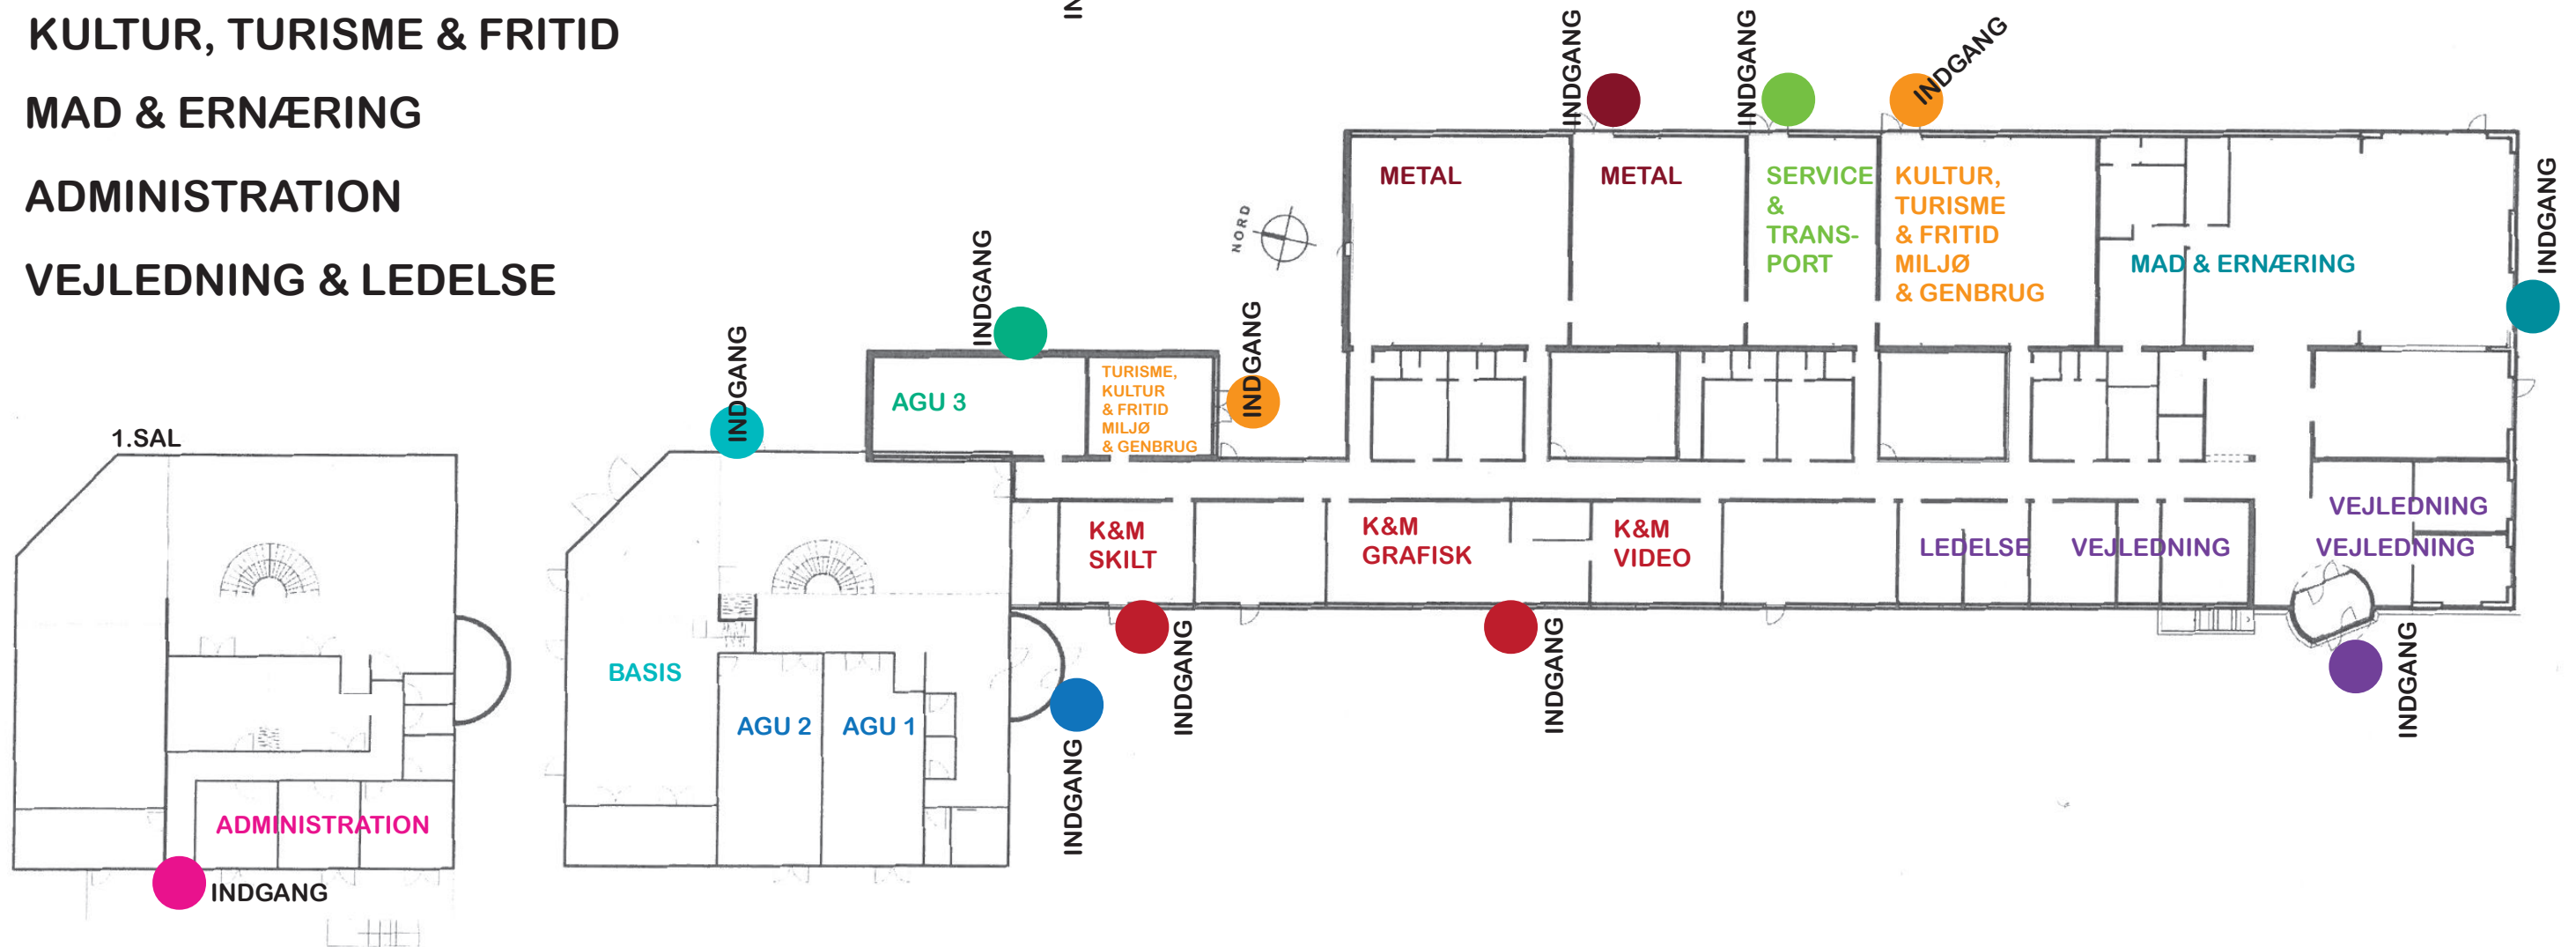 KULTUR, TURISME & FRITID
MAD & ERNÆRING
ADMINISTRATION
VEJLEDNING & LEDELSE
IN
INDGANG
INDGANG
INDGANG
INDGANG
METAL
METAL
SERVICE
&
TRANS-
PORT
KULTUR,
TURISME
& FRITID
MILJØ
& GENBRUG
MAD & ERNÆRING
NORD
INDGANG
INDGANG
INDGANG
AGU 3
TURISME,
KULTUR
& FRITID
MILJØ
& GENBRUG
1.SAL
K&M
SKILT
K&M
GRAFISK
K&M
VIDEO
LEDELSE
VEJLEDNING
VEJLEDNING
VEJLEDNING
BASIS
AGU 2
AGU 1
INDGANG
INDGANG
INDGANG
INDGANG
ADMINISTRATION
INDGANG